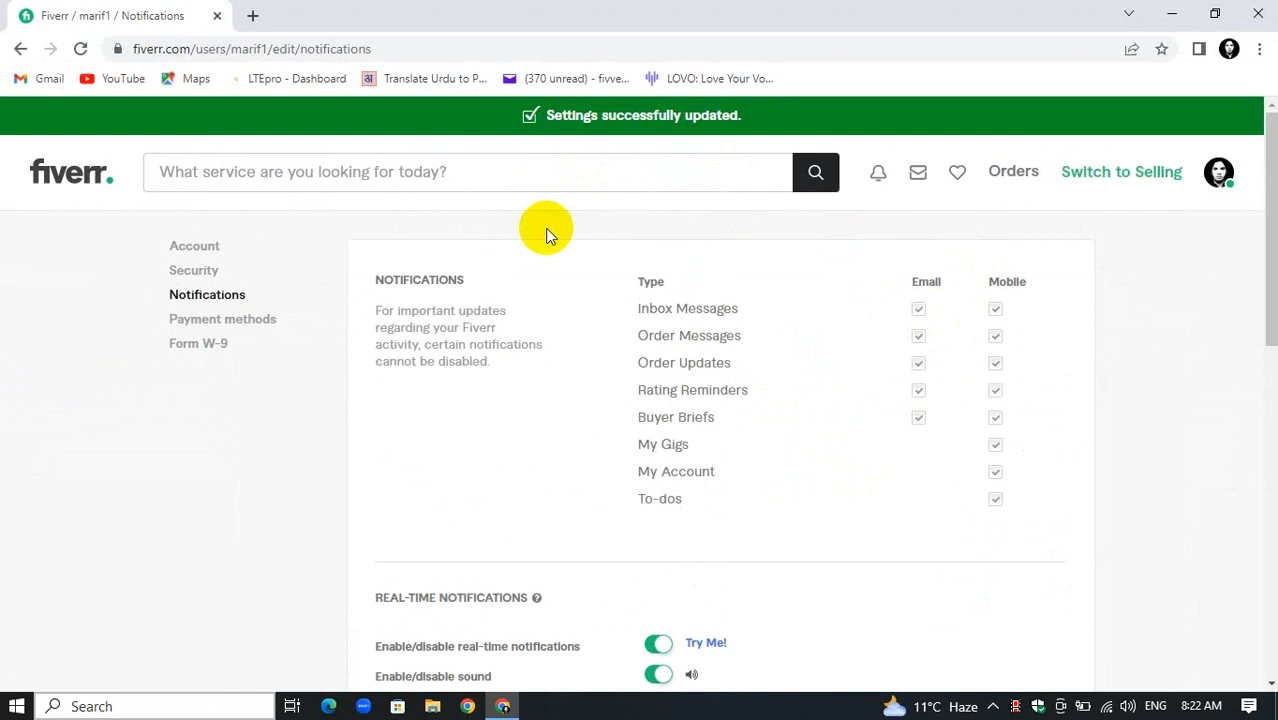 Fiverr / marif1 / Notifications
fiverr.com/users/marif1/edit/notifications
Gmail YouTube Maps LTEpro - Dashboard Translate Urdu to P... (370 unread) - fivve... LOVO: Love Your Vo...
Settings successfully updated.
fiverr. What service are you looking for today? Orders Switch to Selling
Account
Security
Notifications
Payment methods
Form W-9
NOTIFICATIONS
For important updates
regarding your Fiverr
activity, certain notifications
cannot be disabled.
Type Email Mobile
Inbox Messages
Order Messages
Order Updates
Rating Reminders
Buyer Briefs
My Gigs
My Account
To-dos
REAL-TIME NOTIFICATIONS
Enable/disable real-time notifications Try Me!
Enable/disable sound
Search 11°C Haze ENG 8:22 AM